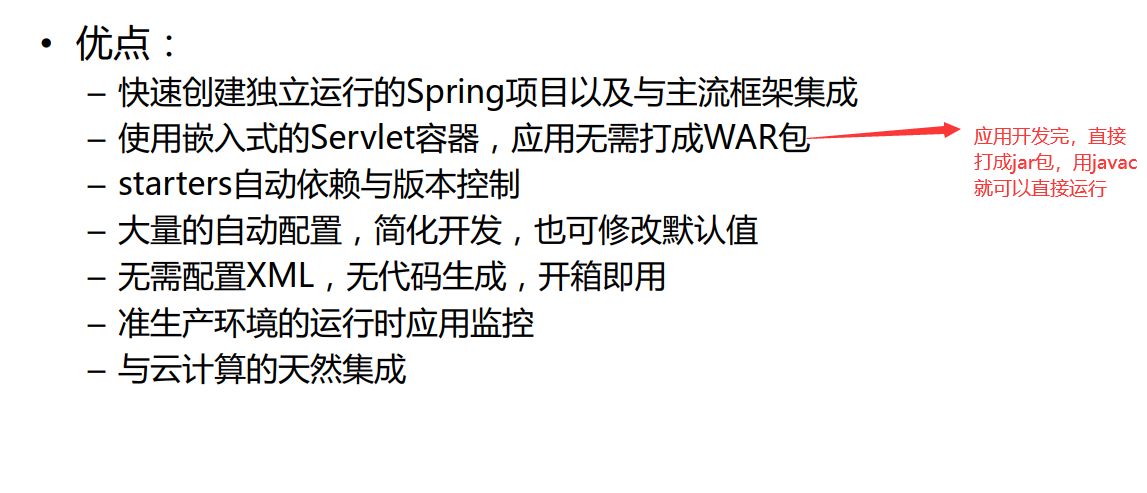 • 优点：
– 快速创建独立运行的Spring项目以及与主流框架集成
– 使用嵌入式的Servlet容器，应用无需打成WAR包
应用开发完，直接
打成jar包，用javac
就可以直接运行
– starters自动依赖与版本控制
– 大量的自动配置，简化开发，也可修改默认值
– 无需配置XML，无代码生成，开箱即用
– 准生产环境的运行时应用监控
– 与云计算的天然集成